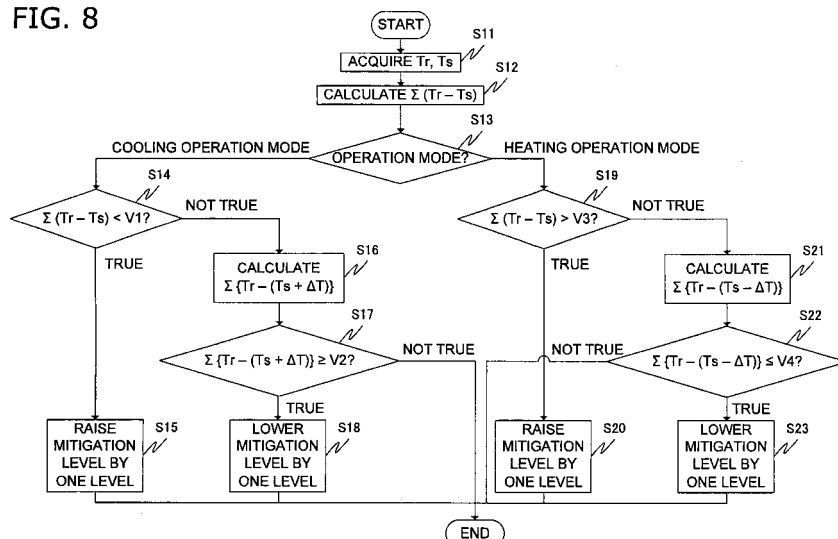 FIG. 8
START
S11
ACQUIRE Tr, Ts
S12
CALCULATE Σ (Tr – Ts)
S13
OPERATION MODE?
COOLING OPERATION MODE
HEATING OPERATION MODE
S14
Σ (Tr – Ts) < V1?
NOT TRUE
TRUE
S16
CALCULATE
Σ {Tr – (Ts + ΔT)}
S17
Σ {Tr – (Ts + ΔT)} ≥ V2?
NOT TRUE
TRUE
RAISE
MITIGATION
LEVEL BY
ONE LEVEL
S15
LOWER
MITIGATION
LEVEL BY
ONE LEVEL
S18
S19
Σ (Tr – Ts) > V3?
NOT TRUE
TRUE
S21
CALCULATE
Σ {Tr – (Ts – ΔT)}
S22
Σ {Tr – (Ts – ΔT)} ≤ V4?
NOT TRUE
TRUE
RAISE
MITIGATION
LEVEL BY
ONE LEVEL
S20
LOWER
MITIGATION
LEVEL BY
ONE LEVEL
S23
END